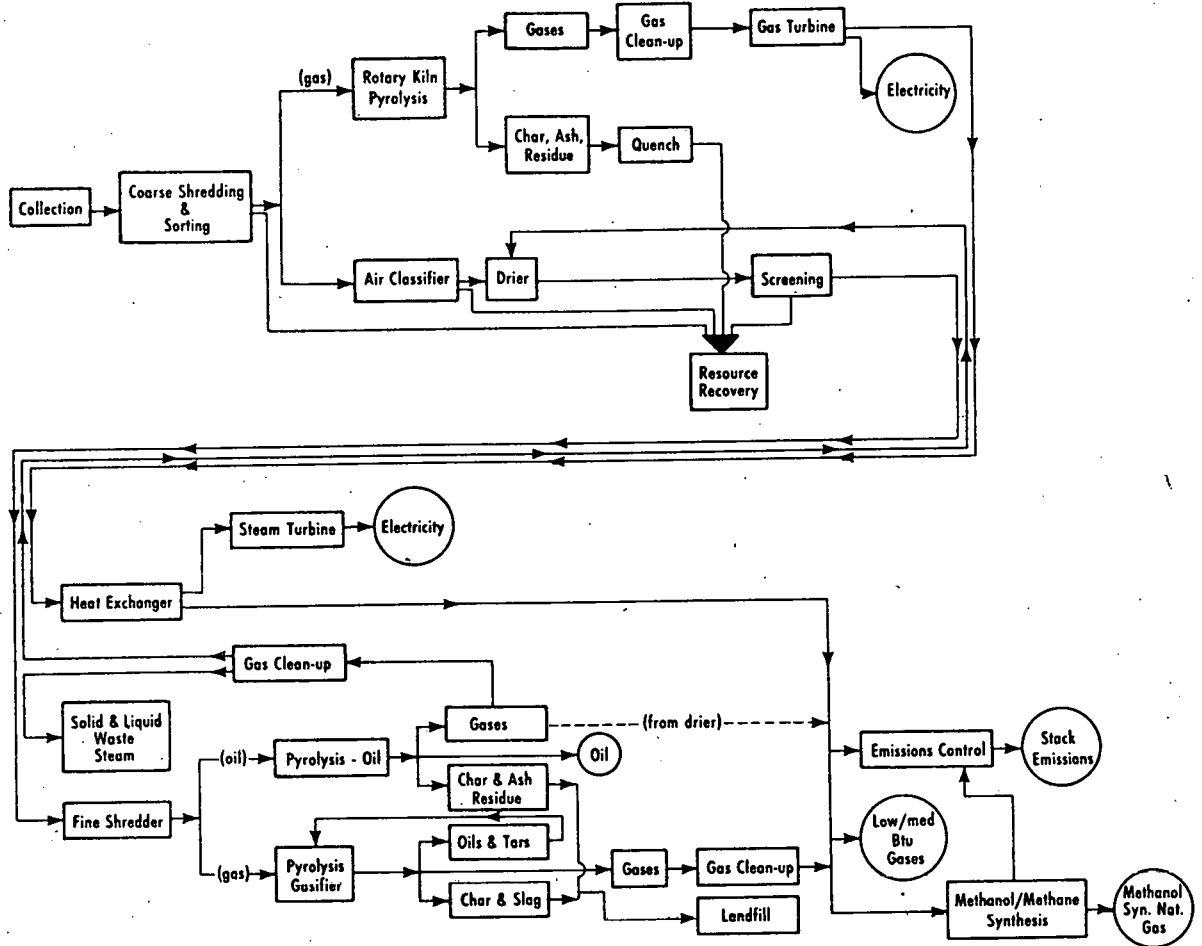 Gases
Gas
Clean-up
Gas Turbine
Electricity
(gas)
Rotary Kiln
Pyrolysis
Char, Ash,
Residue
Quench
Collection
Coarse Shredding
&
Sorting
Air Classifier
Drier
Screening
Resource
Recovery
Steam Turbine
Electricity
Heat Exchanger
Gas Clean-up
Solid & Liquid
Waste
Steam
Gases
(from drier)
(oil)
Pyrolysis - Oil
Oil
Char & Ash
Residue
Emissions Control
Stack
Emissions
Fine Shredder
Oils & Tars
Low/med
Btu
Gases
(gas)
Pyrolysis
Gasifier
Gases
Gas Clean-up
Char & Slag
Landfill
Methanol/Methane
Synthesis
Methanol
Syn. Nat.
Gas